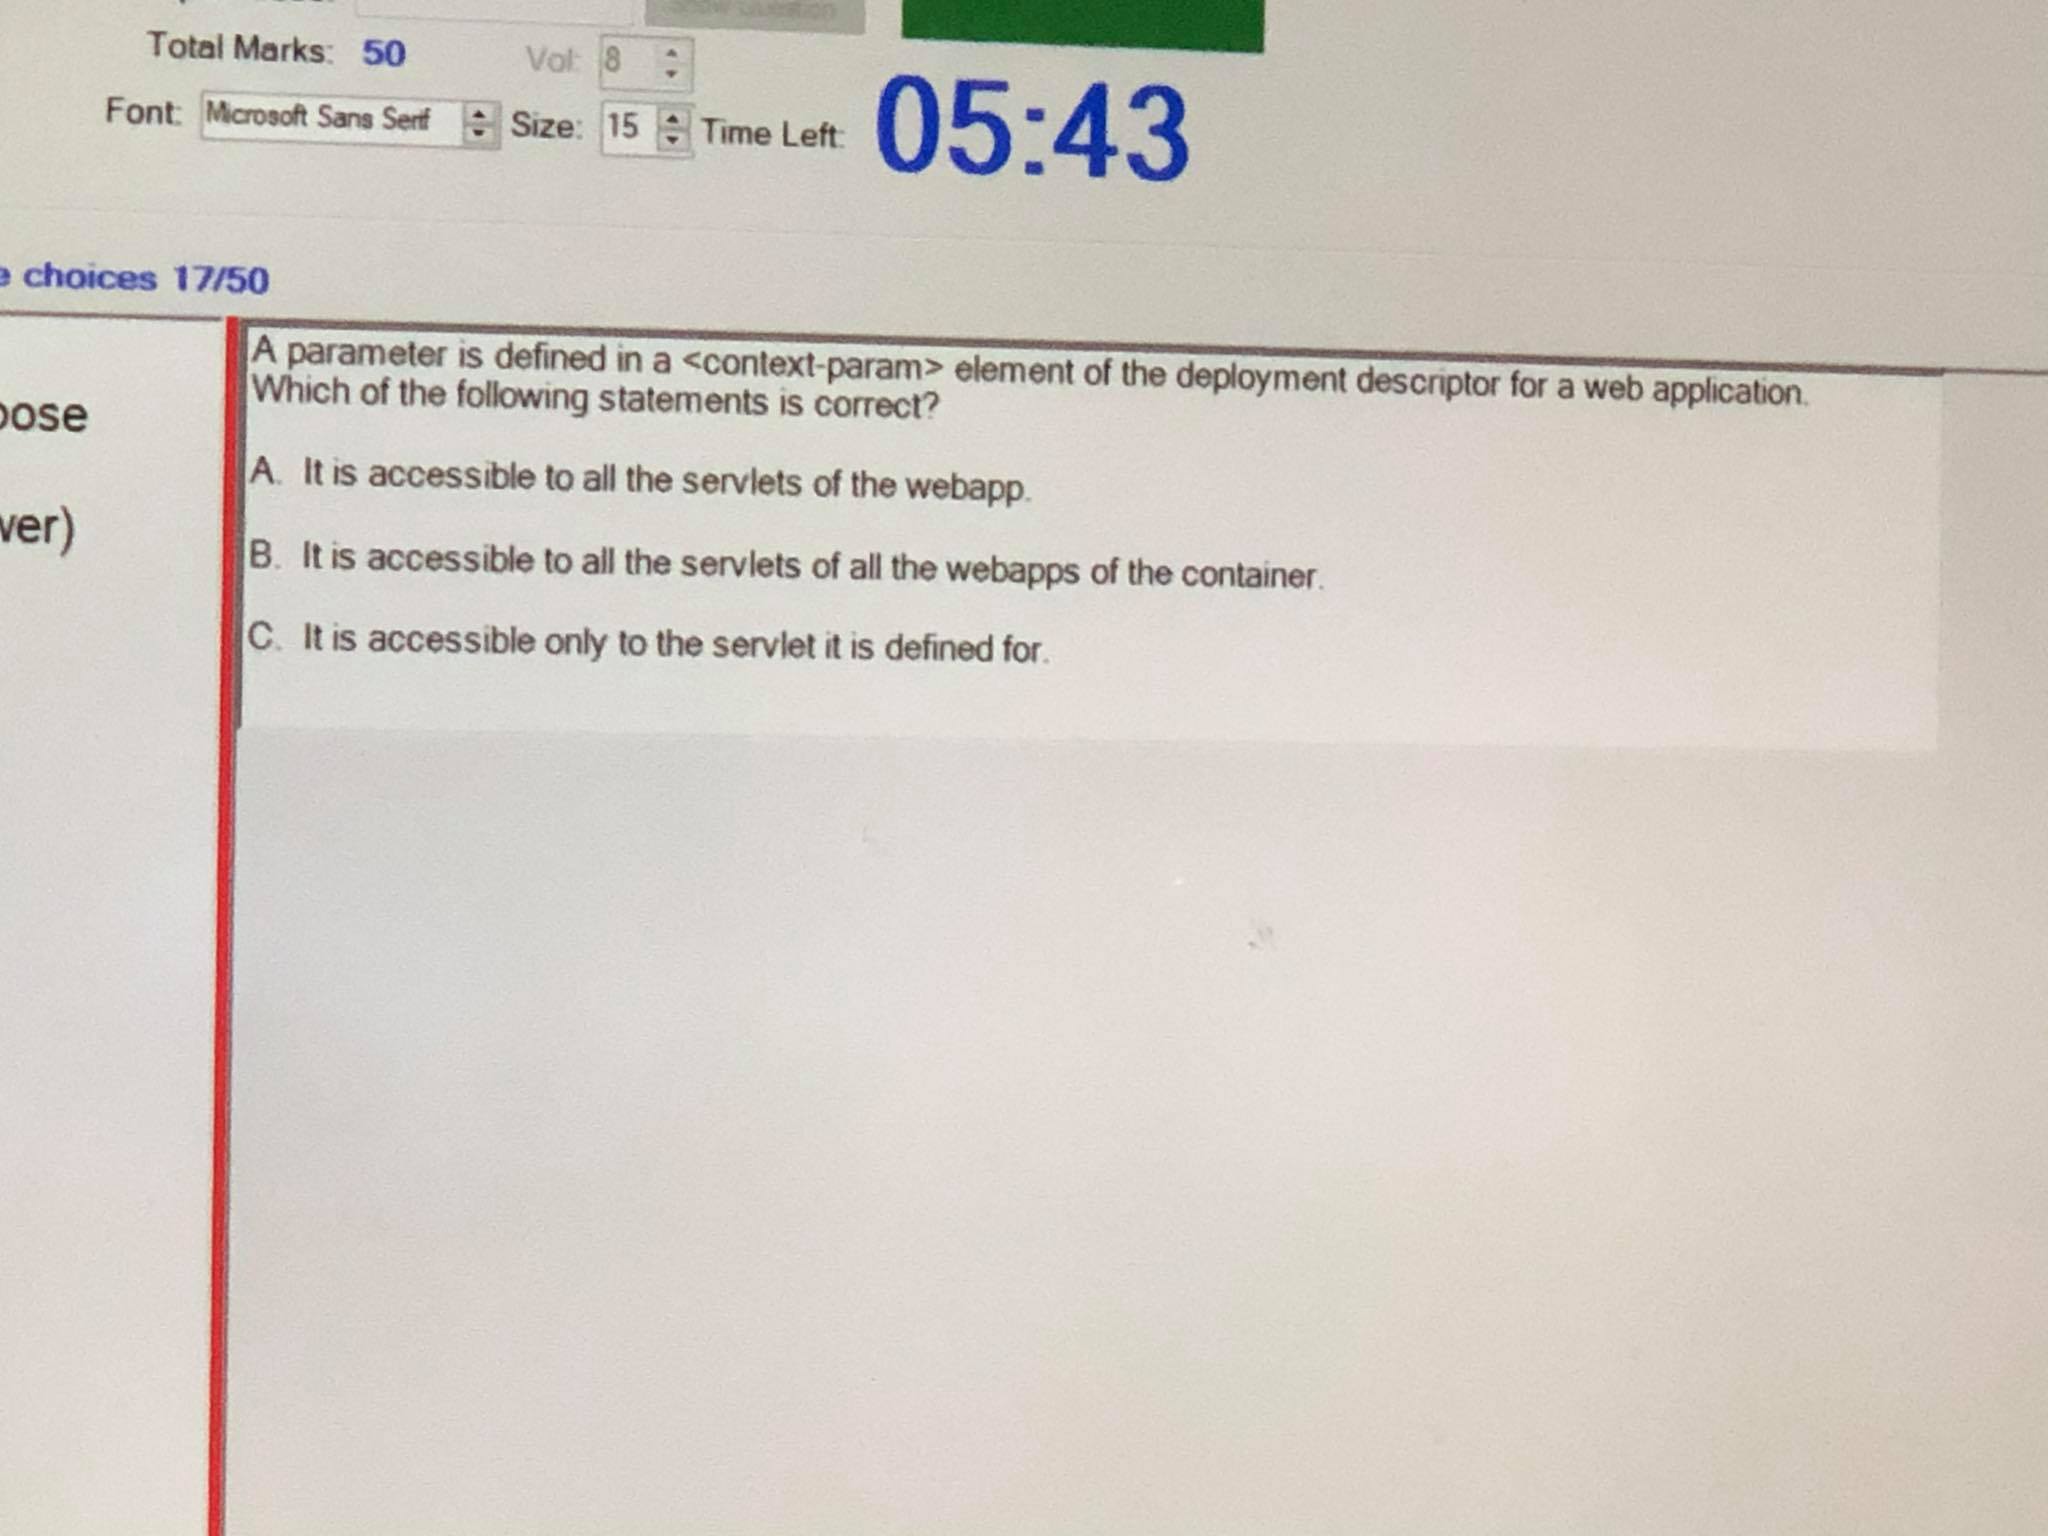 Total Marks: 50 Vol: 8
Font: Microsoft Sans Serif Size: 15 Time Left: 05:43
choices 17/50
A parameter is defined in a <context-param> element of the deployment descriptor for a web application.
Which of the following statements is correct?
A. It is accessible to all the servlets of the webapp.
B. It is accessible to all the servlets of all the webapps of the container.
C. It is accessible only to the servlet it is defined for.